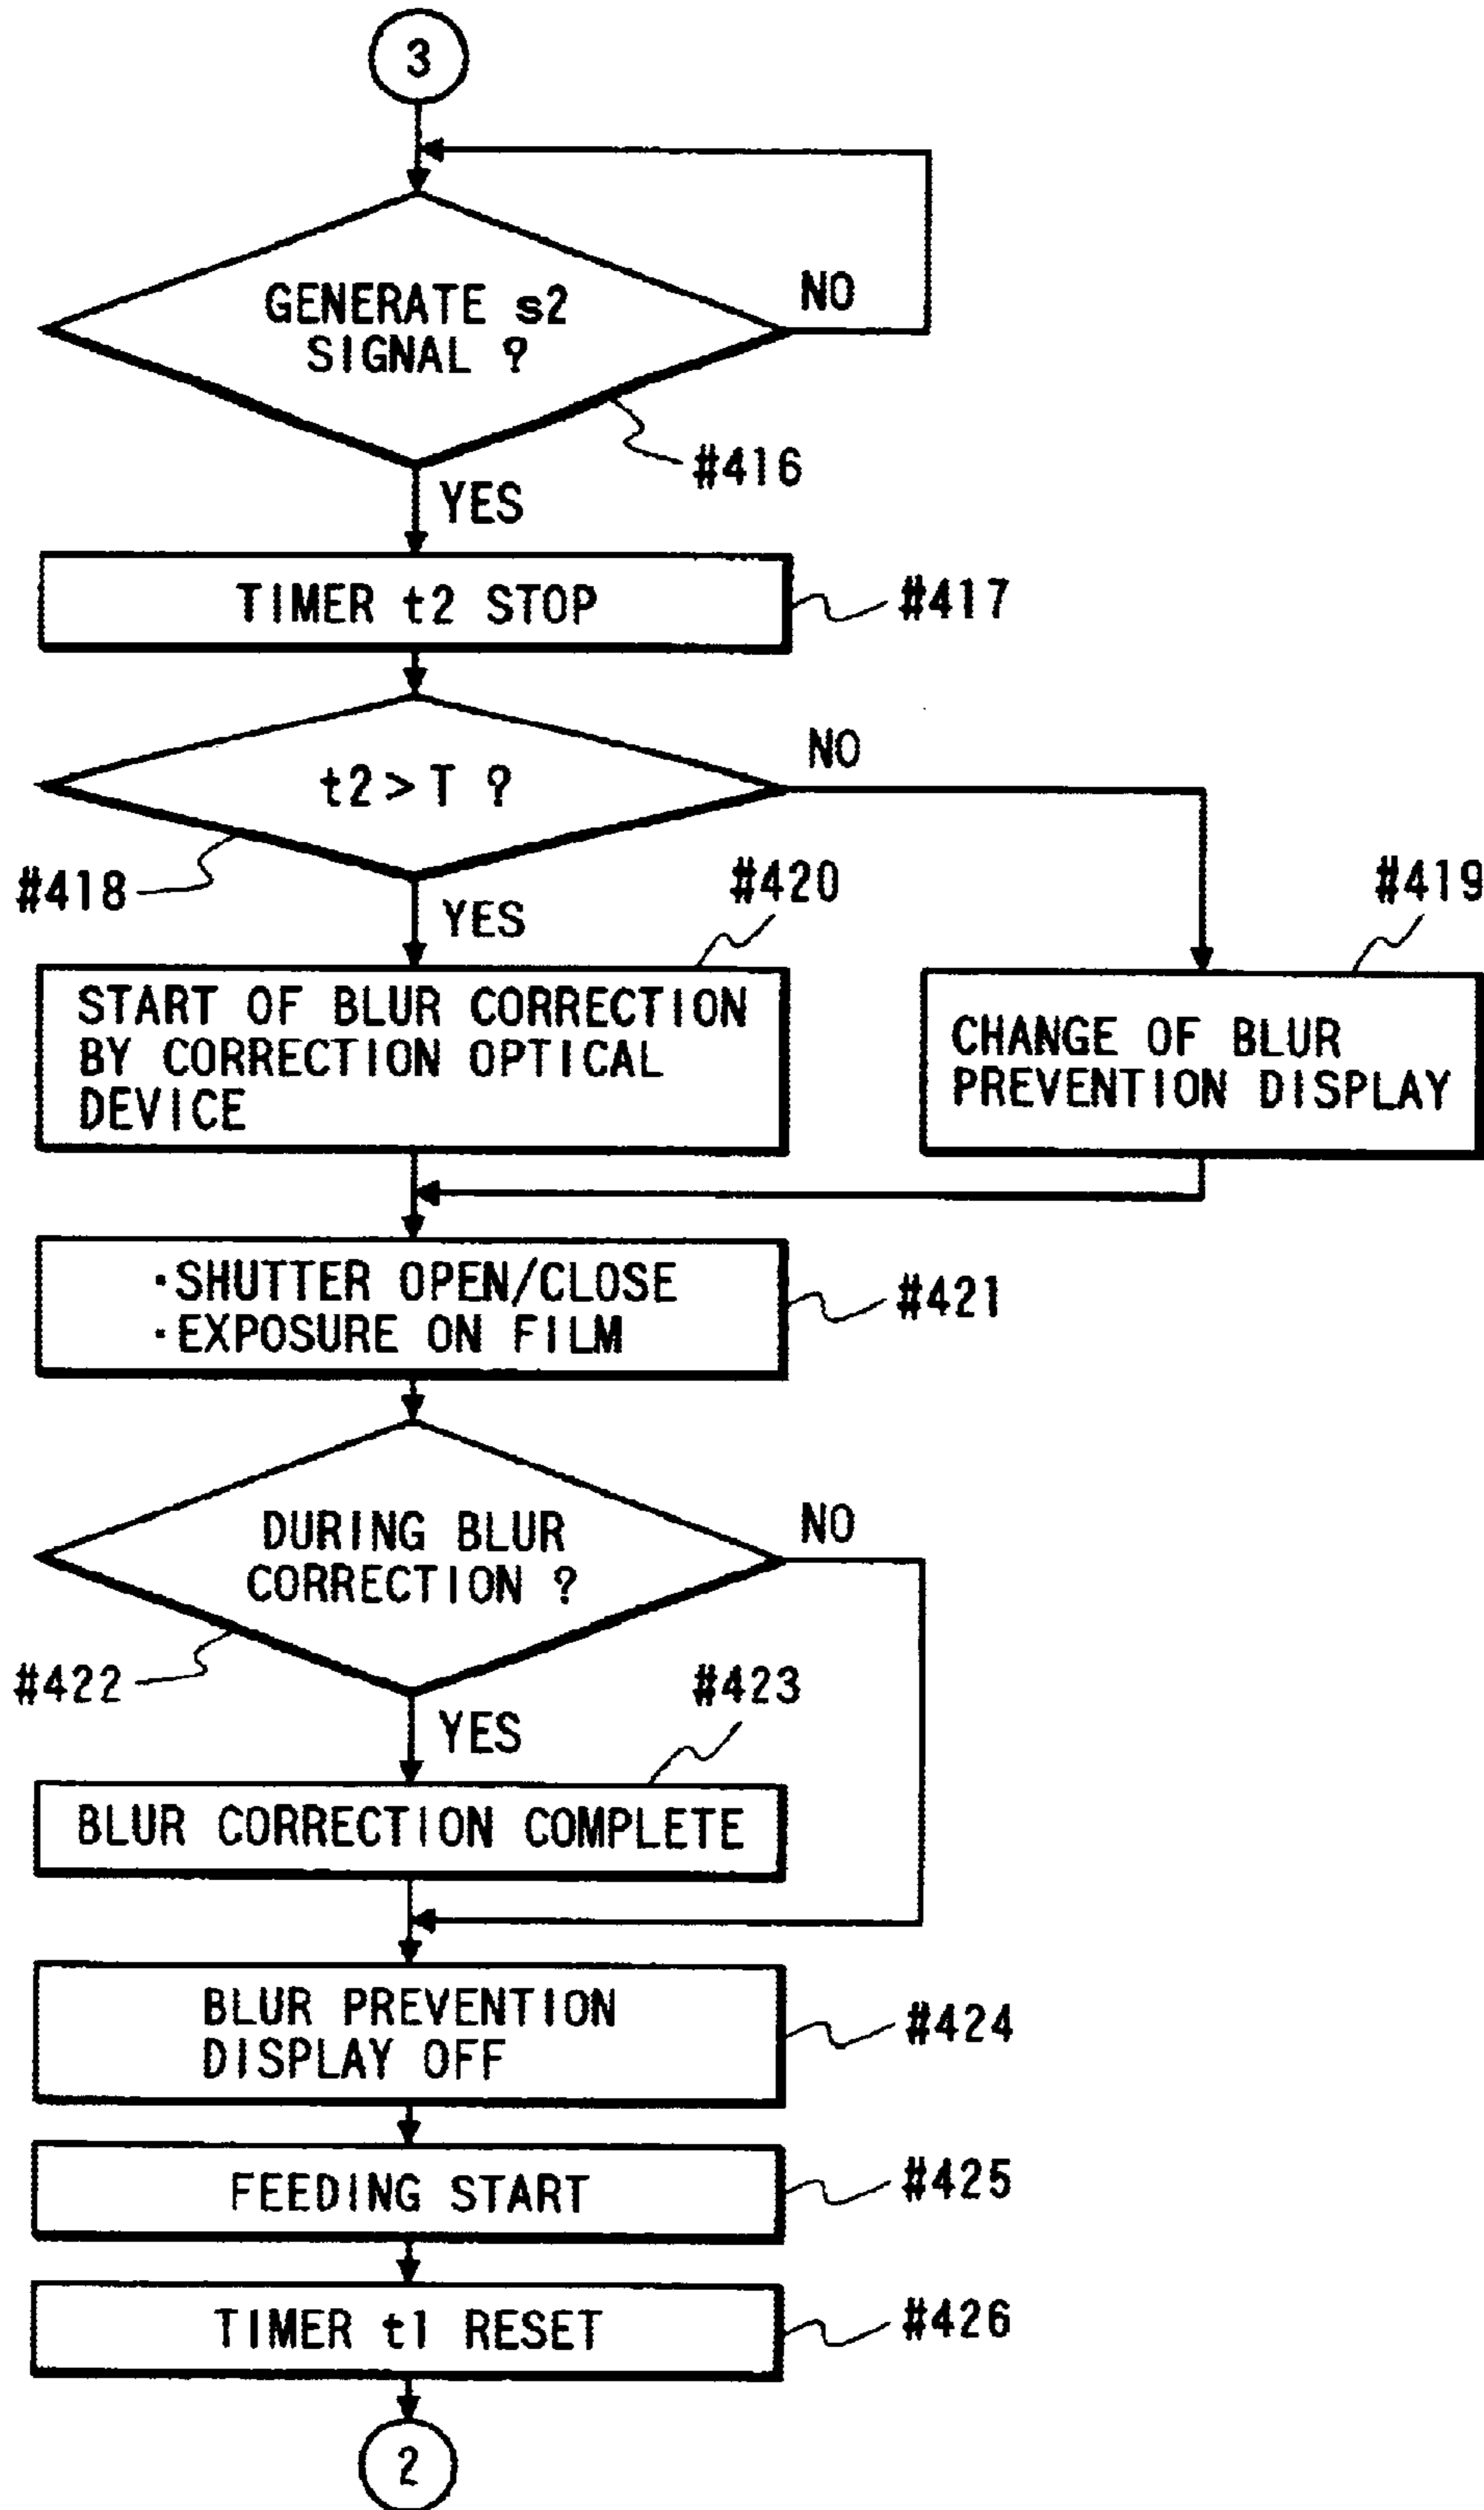 3
GENERATE s2
SIGNAL ?
NO
#416
YES
TIMER t2 STOP
#417
t2>T ?
NO
#418
YES
#420
#419
START OF BLUR CORRECTION
BY CORRECTION OPTICAL
DEVICE
CHANGE OF BLUR
PREVENTION DISPLAY
·SHUTTER OPEN/CLOSE
·EXPOSURE ON FILM
#421
DURING BLUR
CORRECTION ?
NO
#422
YES
#423
BLUR CORRECTION COMPLETE
BLUR PREVENTION
DISPLAY OFF
#424
FEEDING START
#425
TIMER t1 RESET
#426
2